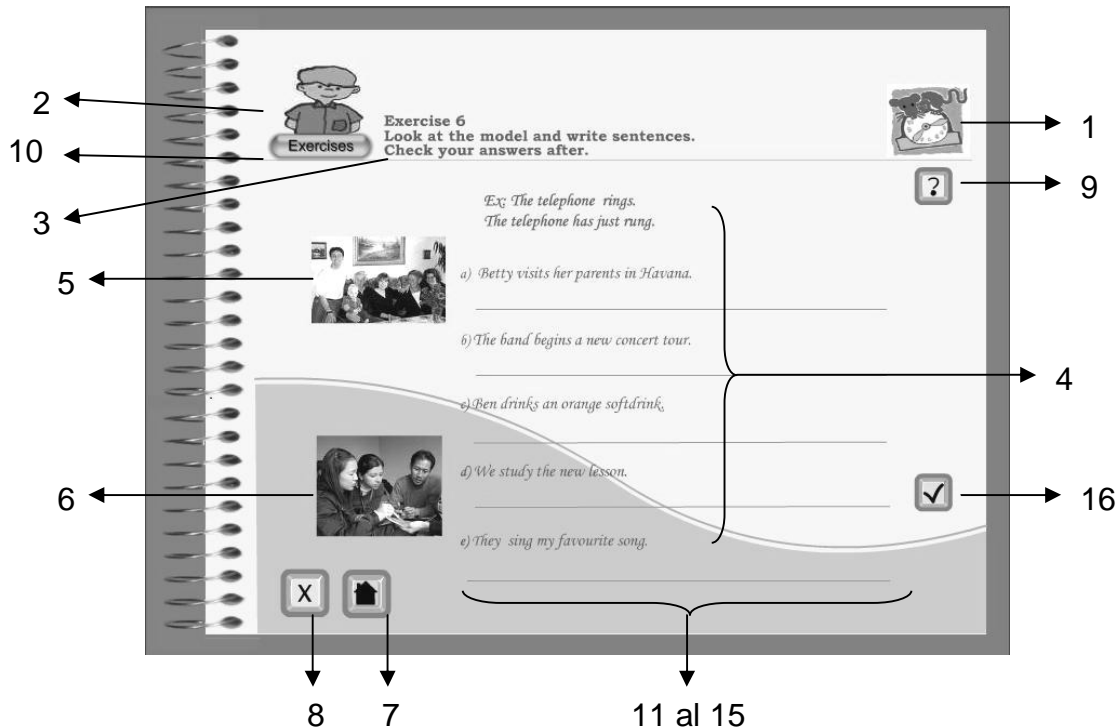 2
10
3
5
6
Exercises
Exercise 6
Look at the model and write sentences.
Check your answers after.
1
?
9
Ex: The telephone rings.
The telephone has just rung.
a) Betty visits her parents in Havana.
b) The band begins a new concert tour.
4
c) Ben drinks an orange softdrink.
d) We study the new lesson.
16
e) They sing my favourite song.
X
8
7
11 al 15